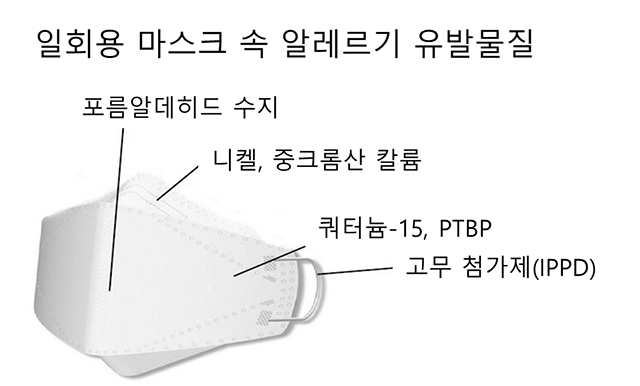 일회용 마스크 속 알레르기 유발물질
포름알데히드 수지
니켈, 중크롬산 칼륨
쿼터늄-15, PTBP
고무 첨가제(IPPD)